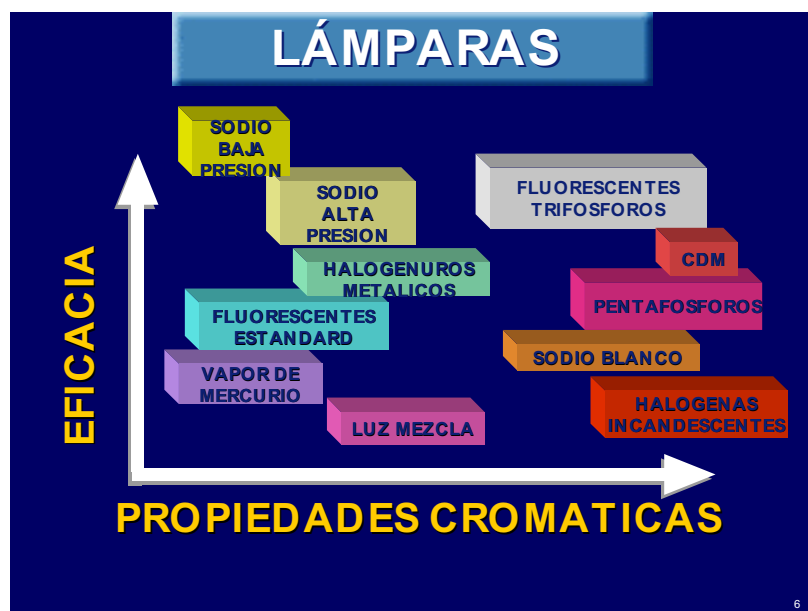 LÁMPARAS
SODIO
BAJA
PRESION
SODIO
ALTA
PRESION
FLUORESCENTES
TRIFOSFOROS
CDM
HALOGENUROS
METALICOS
PENTAFOSFOROS
FLUORESCENTES
ESTANDARD
SODIO BLANCO
VAPOR DE
MERCURIO
HALOGENAS
INCANDESCENTES
LUZ MEZCLA
EFICACIA
PROPIEDADES CROMATICAS
6